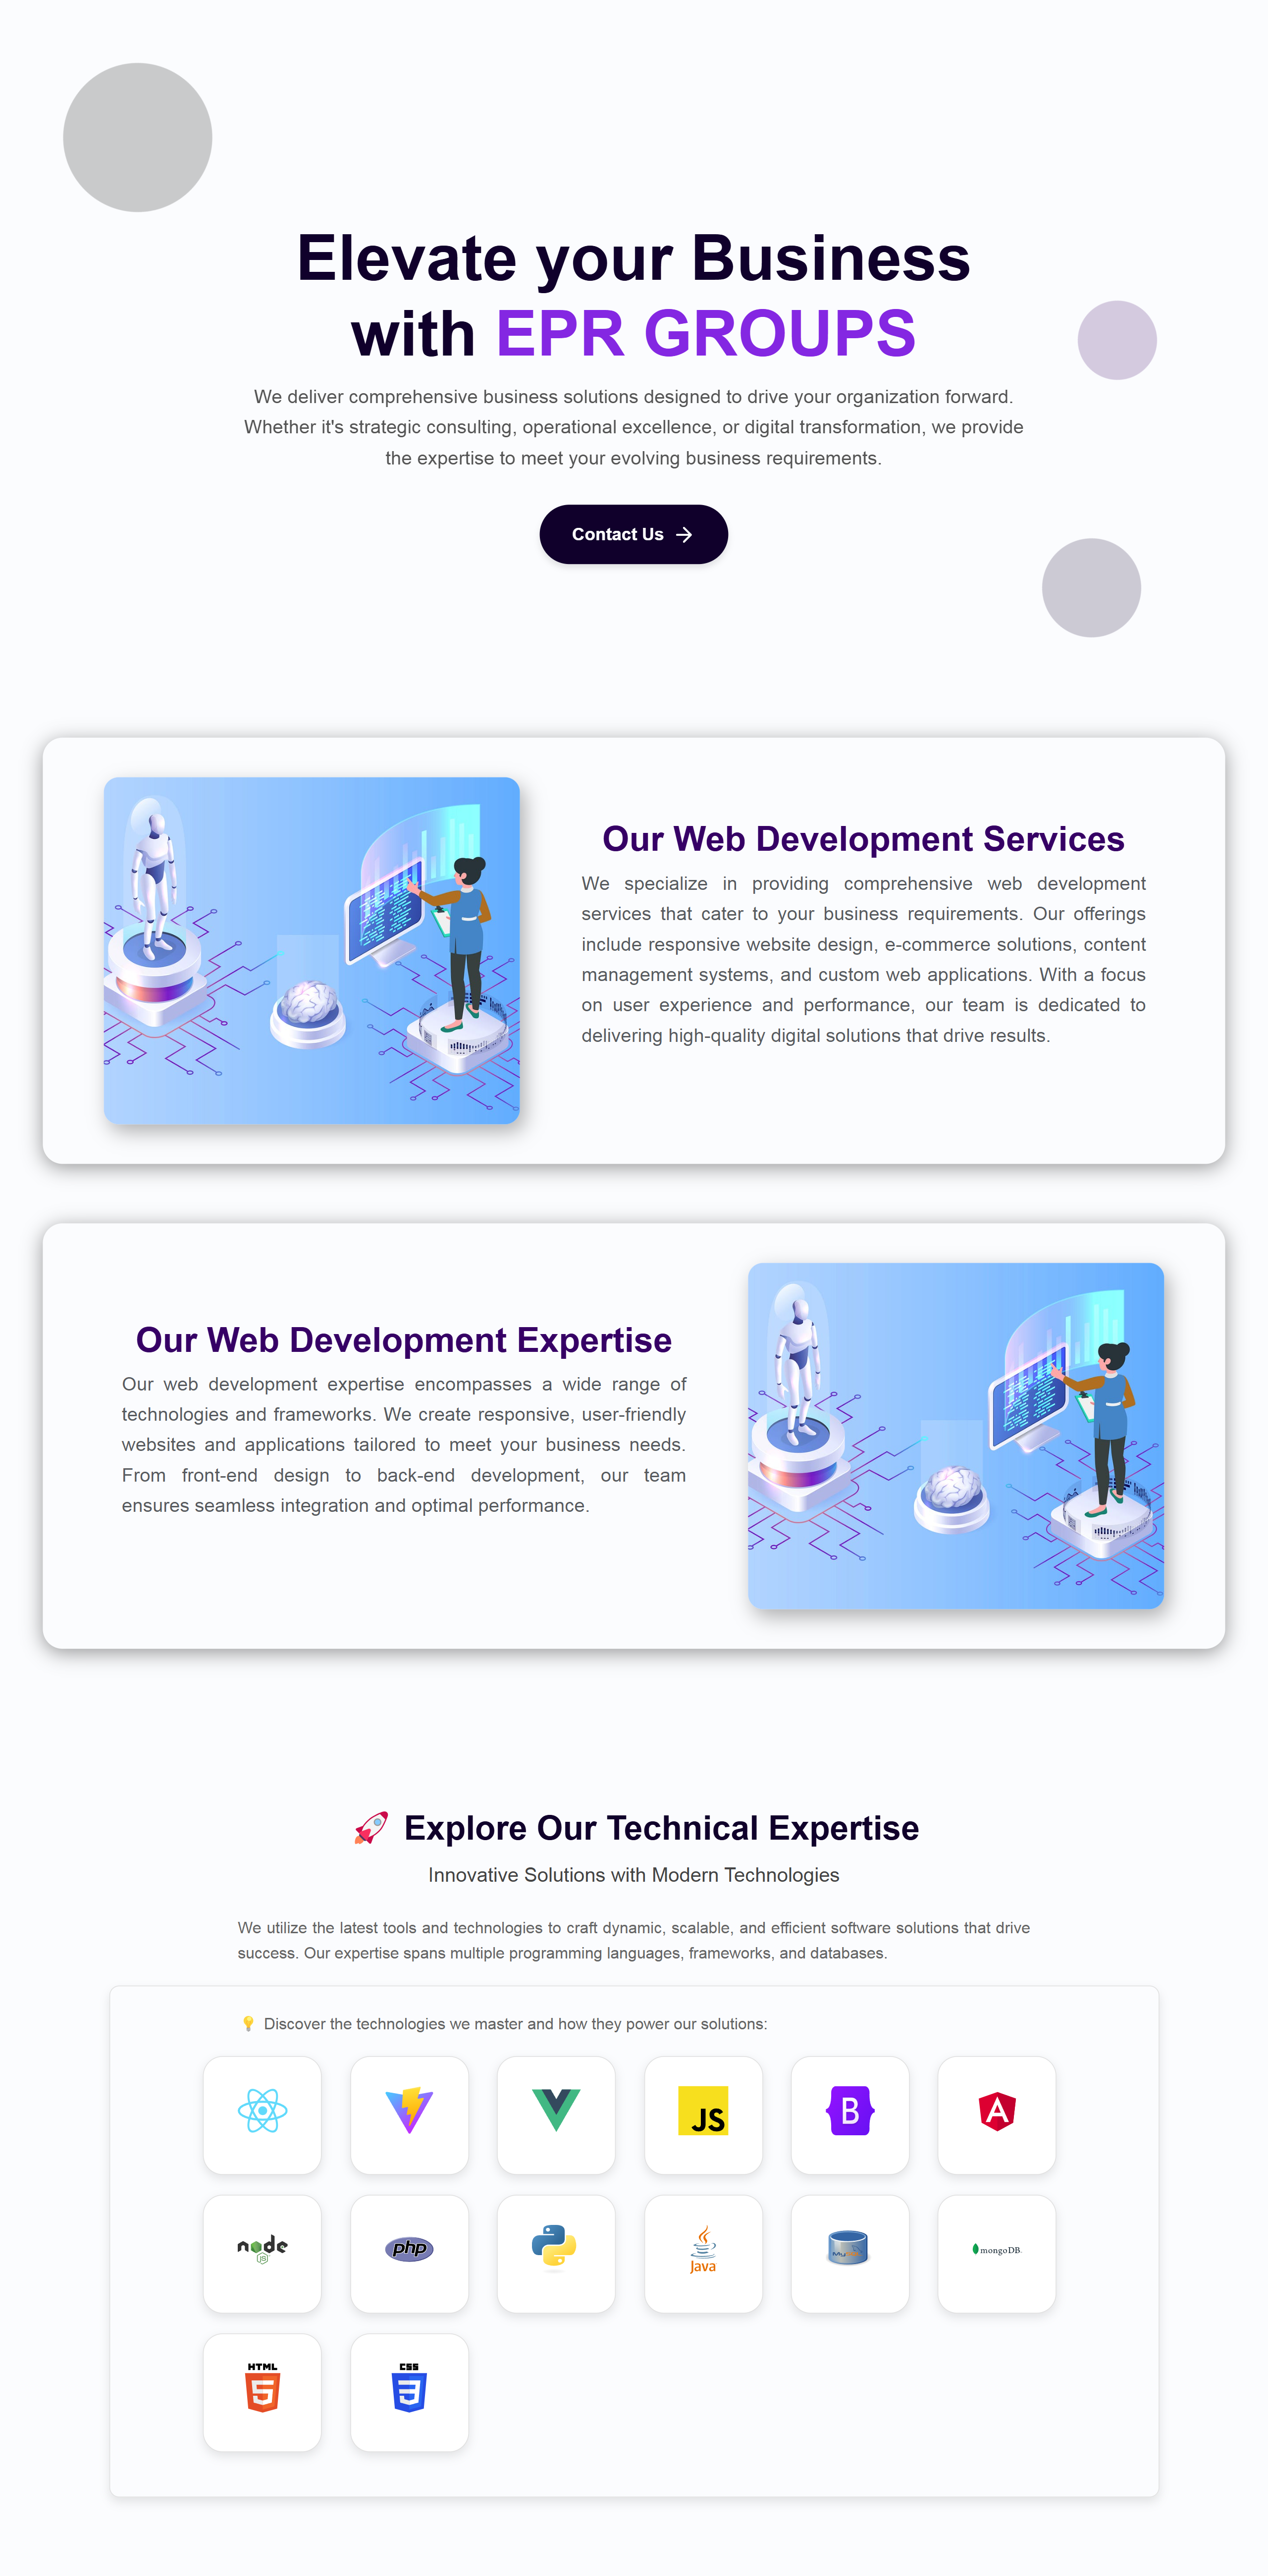 Elevate your Business
with EPR GROUPS
We deliver comprehensive business solutions designed to drive your organization forward.
Whether it's strategic consulting, operational excellence, or digital transformation, we provide
the expertise to meet your evolving business requirements.
Contact Us
Our Web Development Services
We specialize in providing comprehensive web development
services that cater to your business requirements. Our offerings
include responsive website design, e-commerce solutions, content
management systems, and custom web applications. With a focus
on user experience and performance, our team is dedicated to
delivering high-quality digital solutions that drive results.
Our Web Development Expertise
Our web development expertise encompasses a wide range of
technologies and frameworks. We create responsive, user-friendly
websites and applications tailored to meet your business needs.
From front-end design to back-end development, our team
ensures seamless integration and optimal performance.
🚀 Explore Our Technical Expertise
Innovative Solutions with Modern Technologies
We utilize the latest tools and technologies to craft dynamic, scalable, and efficient software solutions that drive
success. Our expertise spans multiple programming languages, frameworks, and databases.
💡 Discover the technologies we master and how they power our solutions:
JS
B
A
node
JS
php
Java
mongoDB
HTML
5
CSS
3